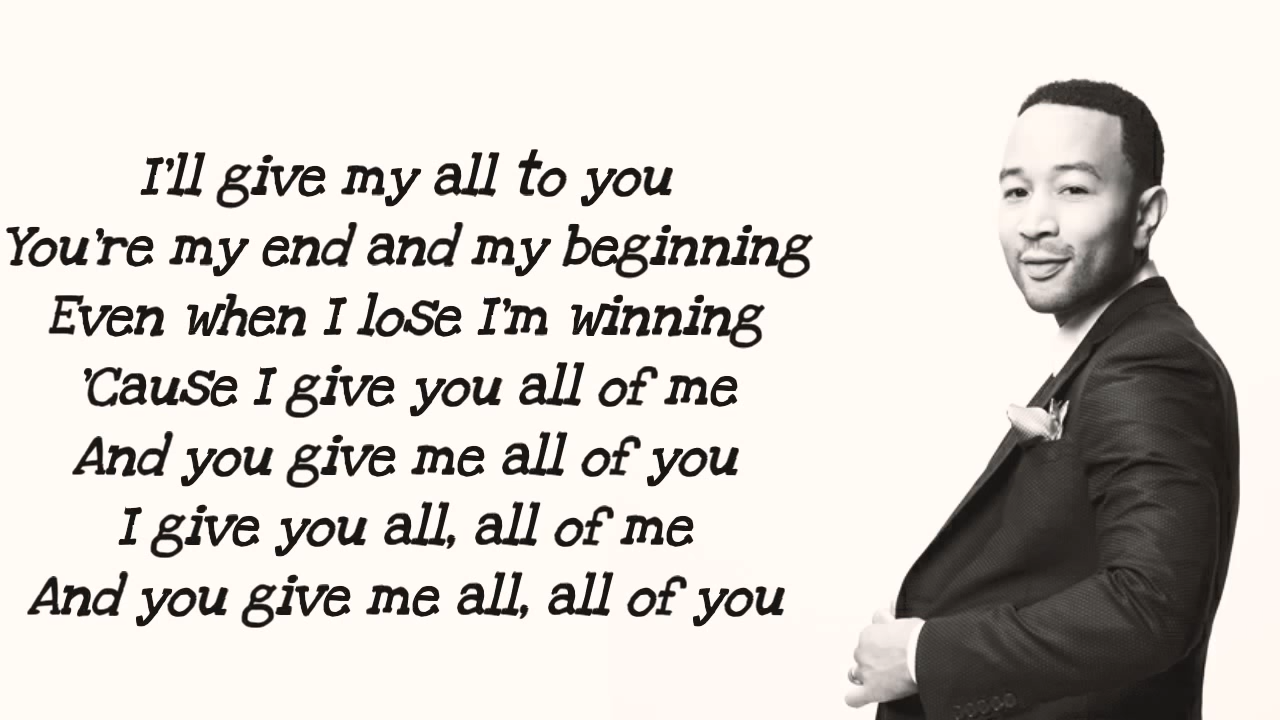 I'll give my all to you
You're my end and my beginning
Even when I lose I'm winning
'Cause I give you all of me
And you give me all of you
I give you all, all of me
And you give me all, all of you